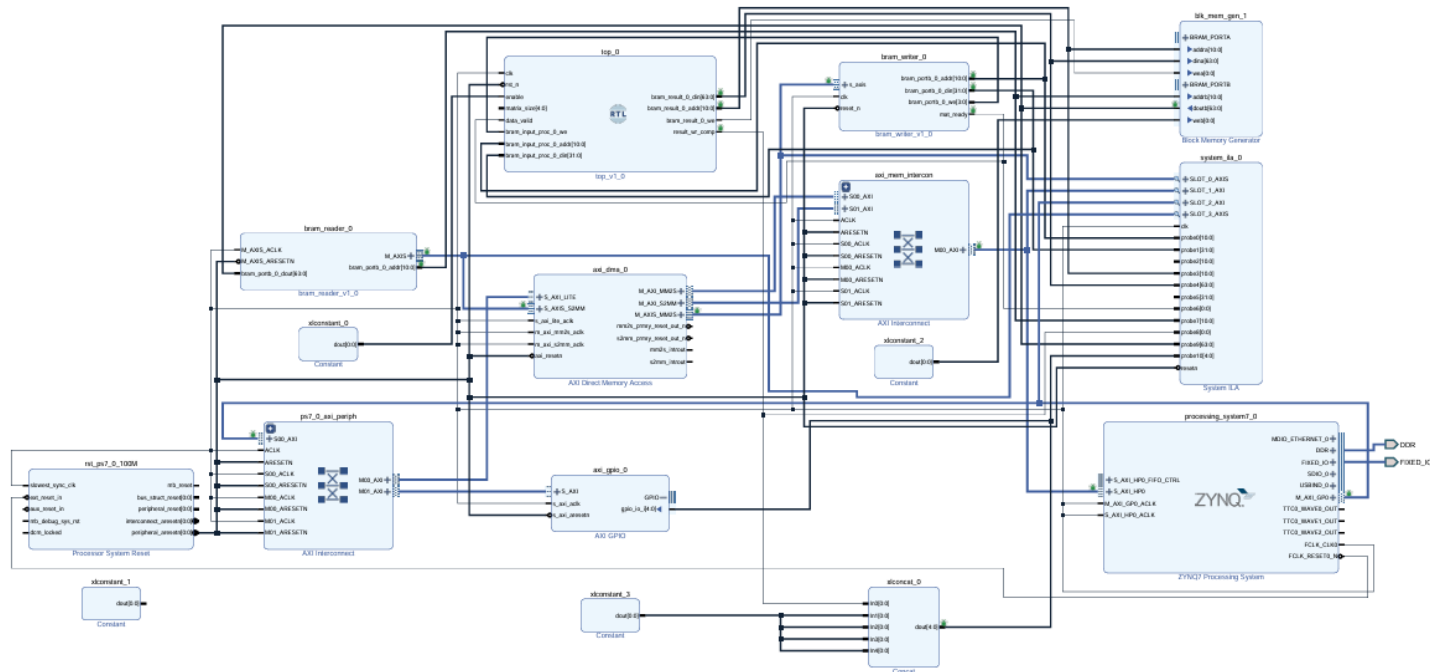 top_0
clk
rst_n
enable
matrix_size[4:0]
data_valid
bram_input_proc_0_we
bram_input_proc_0_addr[10:0]
bram_input_proc_0_din[31:0]
bram_result_0_din[63:0]
bram_result_0_addr[10:0]
bram_result_0_we
result_wr_comp
RTL
top_v1_0
bram_writer_0
s_axis
clk
reset_n
bram_portb_0_addr[10:0]
bram_portb_0_din[31:0]
bram_portb_0_we[3:0]
mat_ready
bram_writer_v1_0
blk_mem_gen_1
BRAM_PORTA
addra[10:0]
dina[63:0]
wea[0:0]
BRAM_PORTB
addrb[10:0]
doutb[63:0]
web[0:0]
Block Memory Generator
system_ila_0
SLOT_0_AXIS
SLOT_1_AXI
SLOT_2_AXI
SLOT_3_AXIS
clk
probe0[10:0]
probe1[31:0]
probe2[10:0]
probe3[10:0]
probe4[63:0]
probe5[31:0]
probe6[0:0]
probe7[10:0]
probe8[0:0]
probe9[63:0]
probe10[4:0]
resetn
System ILA
axi_mem_intercon
S00_AXI
S01_AXI
ACLK
ARESETN
S00_ACLK
S00_ARESETN
M00_ACLK
M00_ARESETN
S01_ACLK
S01_ARESETN
M00_AXI
AXI Interconnect
bram_reader_0
M_AXIS_ACLK
M_AXIS_ARESETN
bram_portb_0_dout[63:0]
M_AXIS
bram_portb_0_addr[10:0]
bram_reader_v1_0
axi_dma_0
S_AXI_LITE
S_AXIS_S2MM
s_axi_lite_aclk
m_axi_mm2s_aclk
m_axi_s2mm_aclk
axi_resetn
M_AXI_MM2S
M_AXI_S2MM
M_AXIS_MM2S
mm2s_prmry_reset_out_n
s2mm_prmry_reset_out_n
mm2s_introut
s2mm_introut
AXI Direct Memory Access
xlconstant_0
dout[0:0]
Constant
xlconstant_2
dout[0:0]
Constant
ps7_0_axi_periph
S00_AXI
ACLK
ARESETN
S00_ACLK
S00_ARESETN
M00_ACLK
M00_ARESETN
M01_ACLK
M01_ARESETN
M00_AXI
M01_AXI
AXI Interconnect
rst_ps7_0_100M
slowest_sync_clk
ext_reset_in
aux_reset_in
mb_debug_sys_rst
dcm_locked
mb_reset
bus_struct_reset[0:0]
peripheral_reset[0:0]
interconnect_aresetn[0:0]
peripheral_aresetn[0:0]
Processor System Reset
axi_gpio_0
S_AXI
s_axi_aclk
s_axi_aresetn
GPIO
gpio_io_i[4:0]
AXI GPIO
processing_system7_0
S_AXI_HP0_FIFO_CTRL
S_AXI_HP0
M_AXI_GP0_ACLK
S_AXI_HP0_ACLK
ZYNQ
MDIO_ETHERNET_0
DDR
FIXED_IO
SDIO_0
USBIND_0
M_AXI_GP0
TTC0_WAVE0_OUT
TTC0_WAVE1_OUT
TTC0_WAVE2_OUT
FCLK_CLK0
FCLK_RESET0_N
ZYNQ7 Processing System
DDR
FIXED_IO
xlconstant_1
dout[0:0]
Constant
xlconstant_3
dout[0:0]
Constant
xlconcat_0
In0[0:0]
In1[0:0]
In2[0:0]
In3[0:0]
In4[0:0]
dout[4:0]
Concat